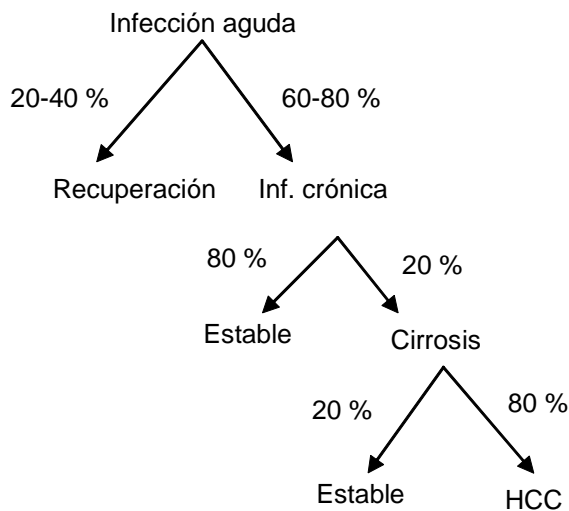 Infección aguda
20-40 %
60-80 %
Recuperación
Inf. crónica
80 %
20 %
Estable
Cirrosis
20 %
80 %
Estable
HCC